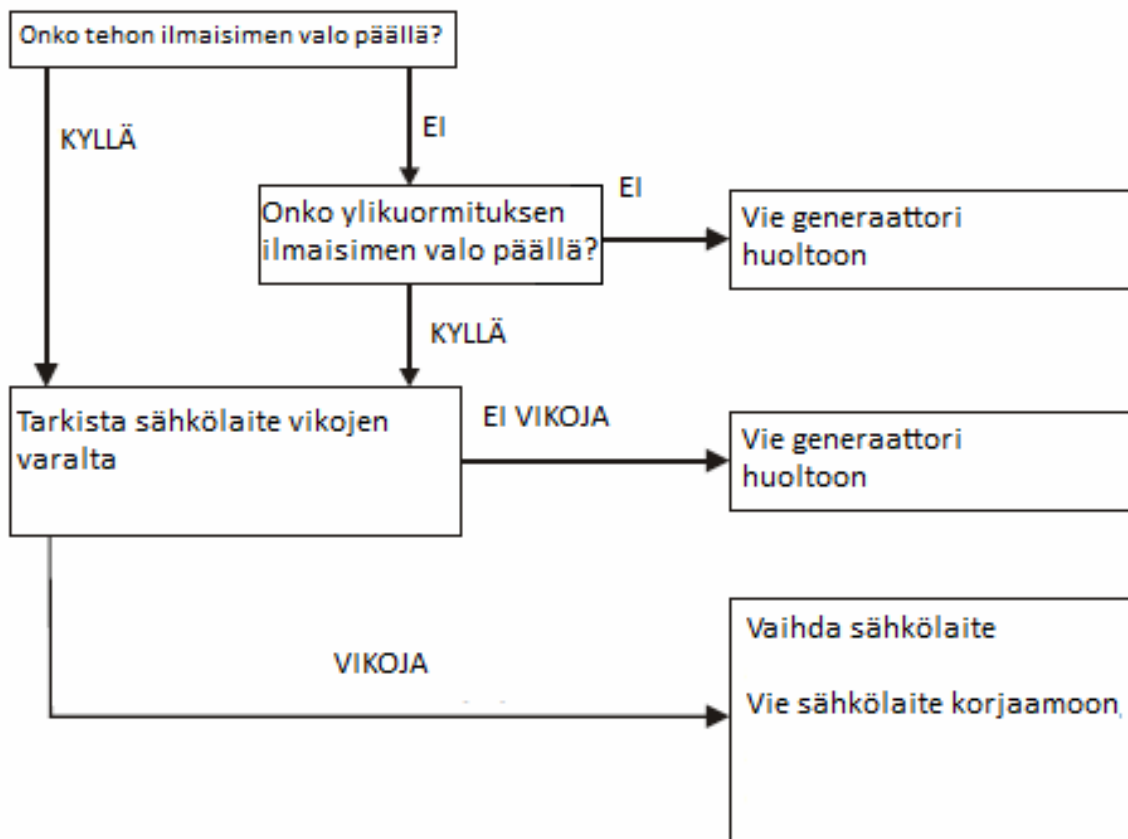 Onko tehon ilmaisimen valo päällä?
KYLLÄ
EI
Onko ylikuormituksen
ilmaisimen valo päällä?
EI
Vie generaattori
huoltoon
KYLLÄ
Tarkista sähkölaite vikojen
varalta
EI VIKOJA
Vie generaattori
huoltoon
VIKOJA
Vaihda sähkölaite
Vie sähkölaite korjaamoon,